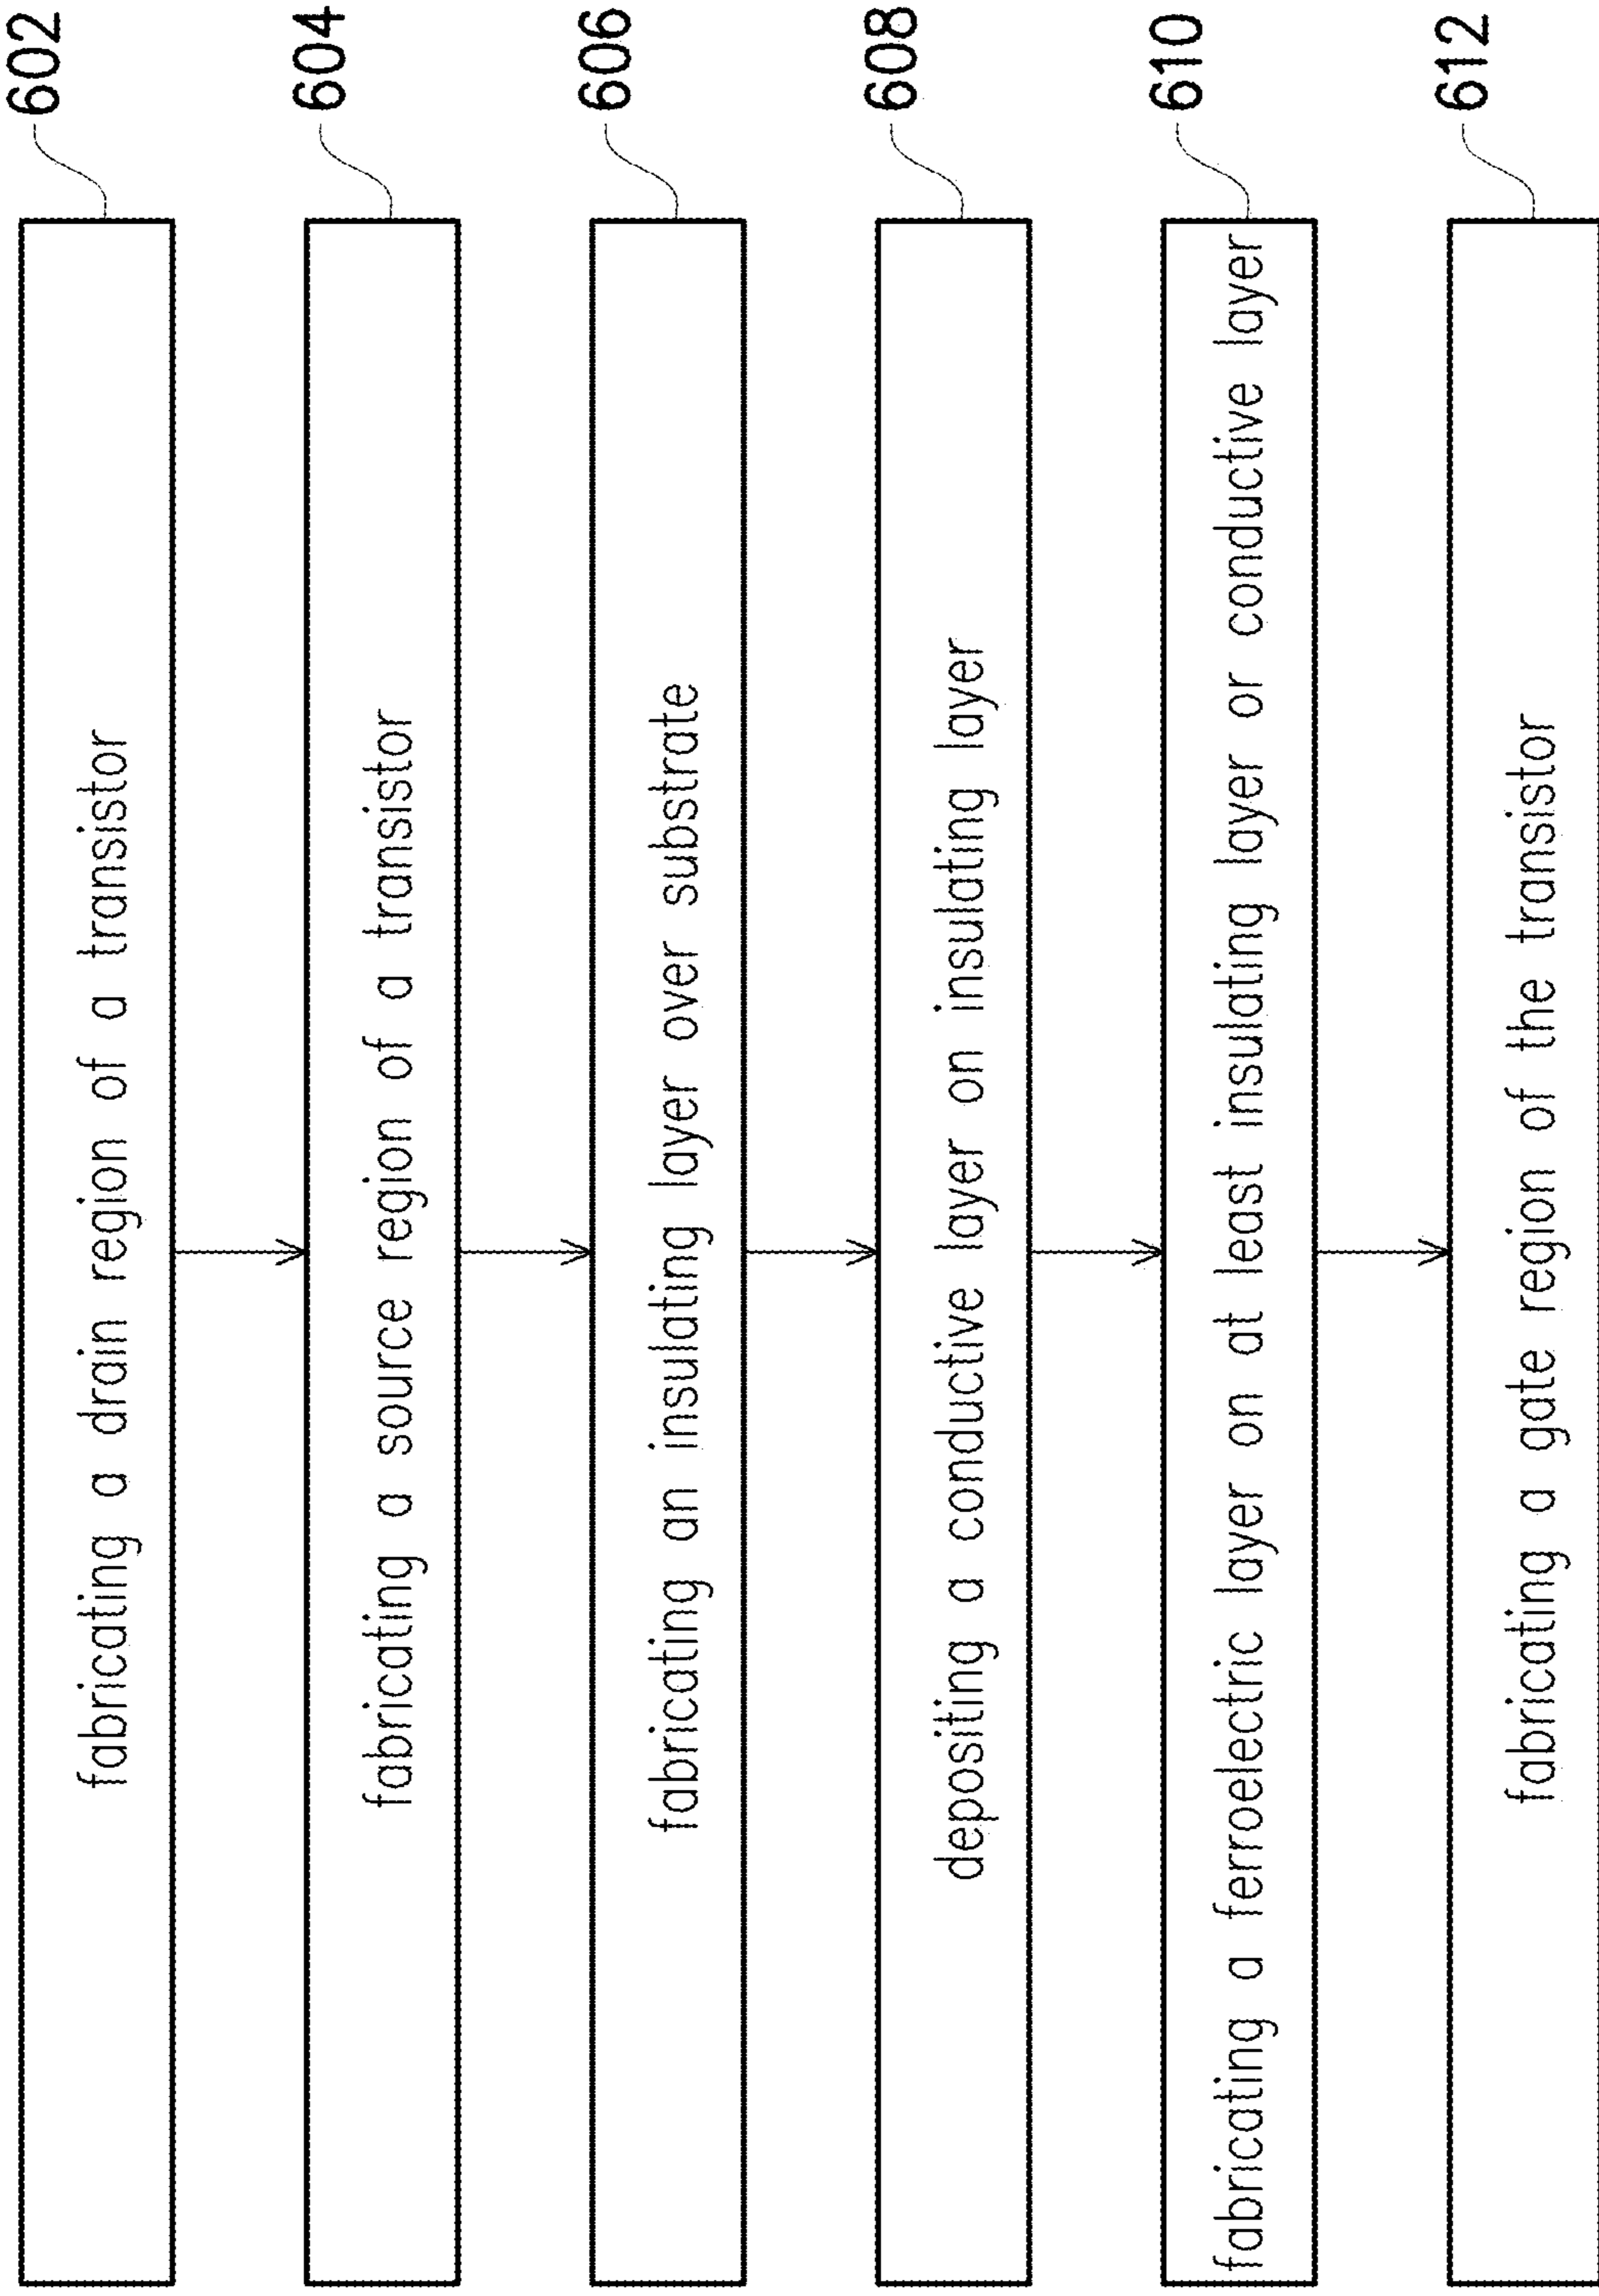 fabricating a drain region of a transistor
602
fabricating a source region of a transistor
604
fabricating an insulating layer over substrate
606
depositing a conductive layer on insulating layer
608
fabricating a ferroelectric layer on at least insulating layer or conductive layer
610
fabricating a gate region of the transistor
612